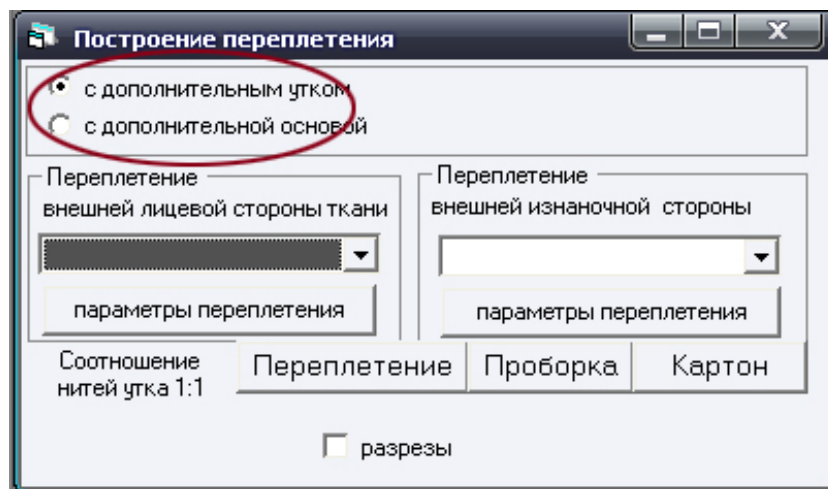 Построение переплетения
с дополнительным утком
с дополнительной основой
Переплетение
внешней лицевой стороны ткани
параметры переплетения
Переплетение
внешней изнаночной стороны
параметры переплетения
Соотношение
нитей утка 1:1
Переплетение
Проборка
Картон
разрезы